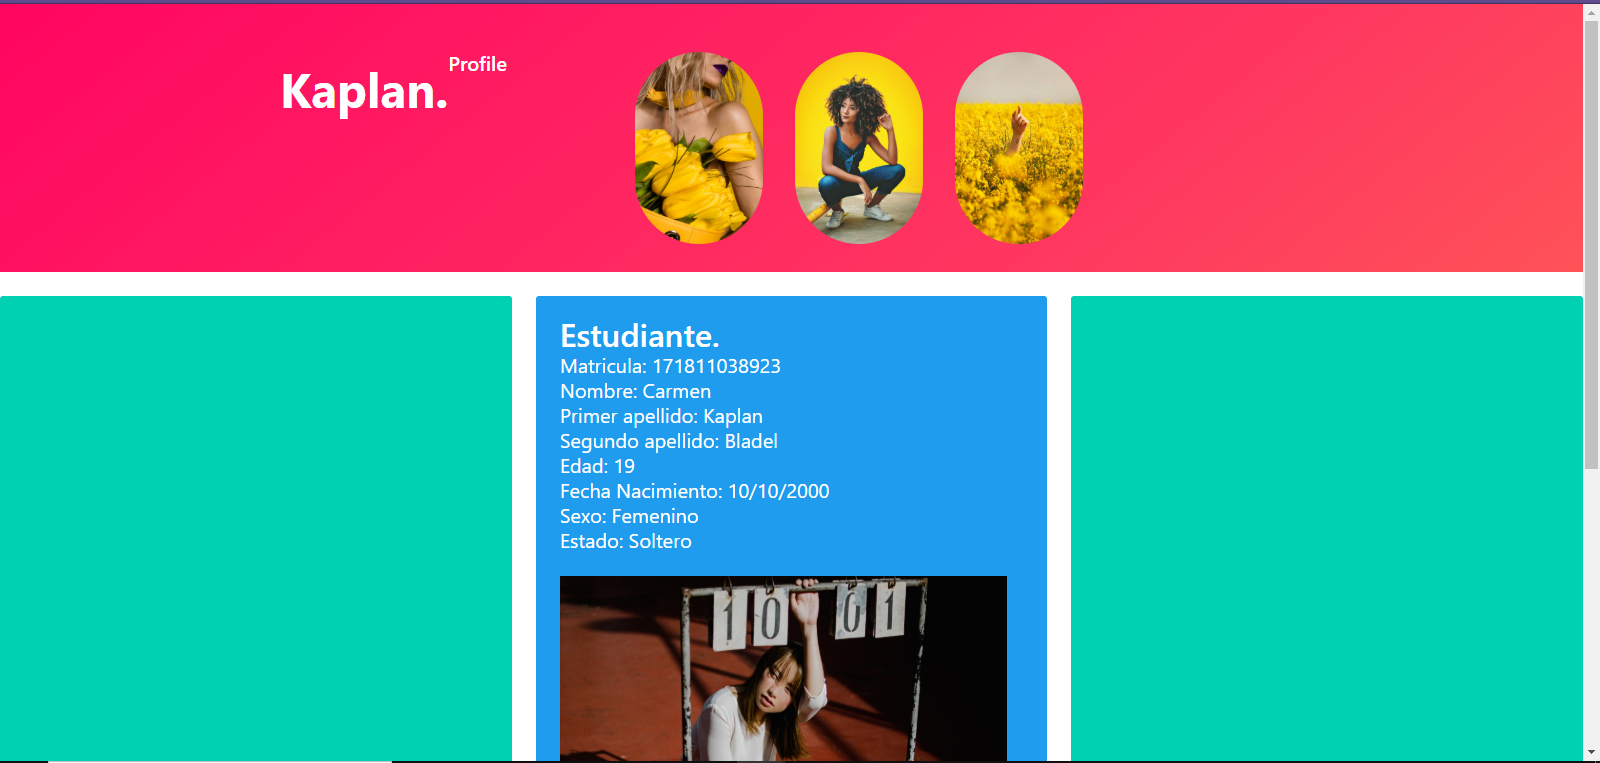 Kaplan. Profile
Estudiante.
Matricula: 171811038923
Nombre: Carmen
Primer apellido: Kaplan
Segundo apellido: Bladel
Edad: 19
Fecha Nacimiento: 10/10/2000
Sexo: Femenino
Estado: Soltero
10 01